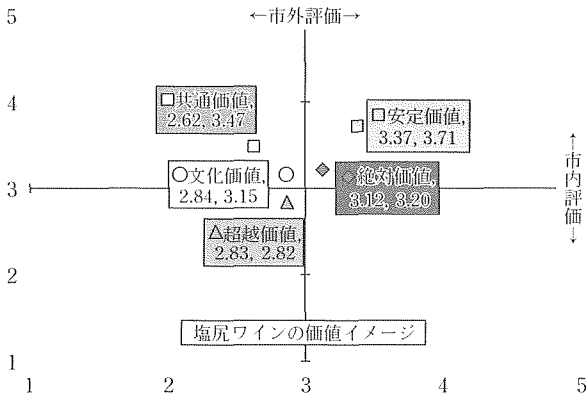 5
←市外評価→
4
□共通価値,
2.62, 3.47
□安定価値,
3.37, 3.71
←市内評価→
○文化価値,
2.84, 3.15
◆絶対価値,
3.12, 3.20
3
△超越価値,
2.83, 2.82
2
塩尻ワインの価値イメージ
1
1 2 3 4 5